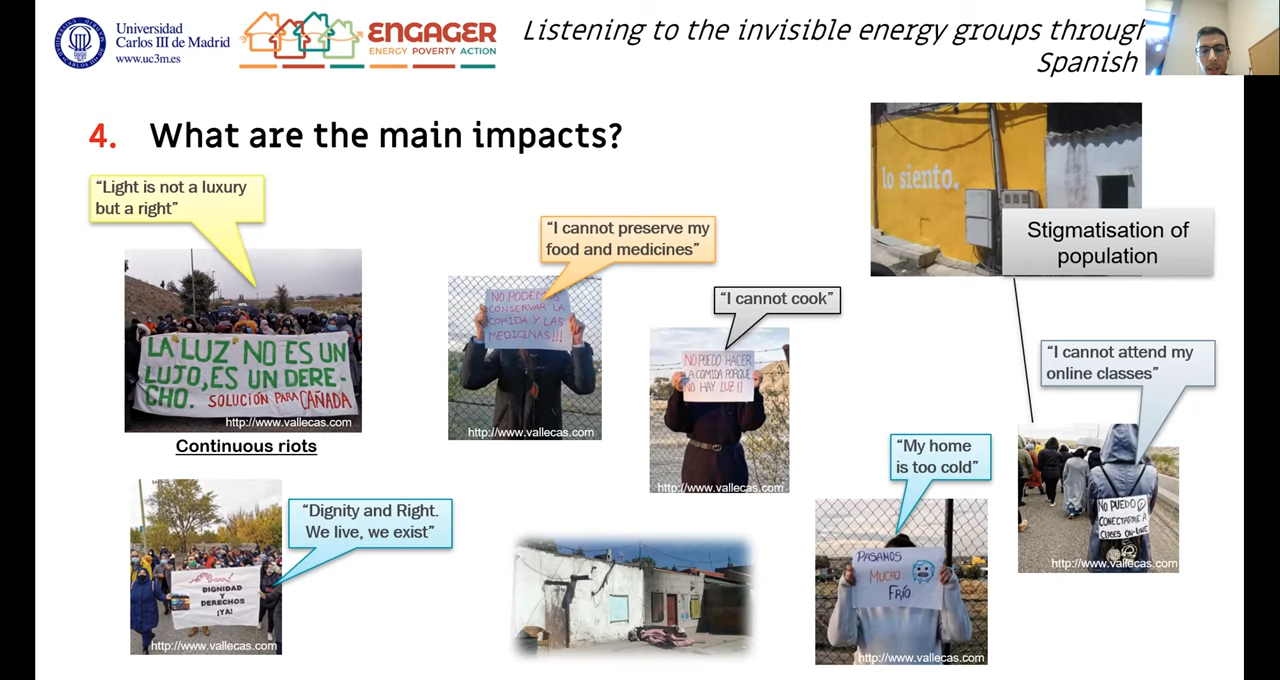 Universidad
Carlos III de Madrid
www.uc3m.es
ENGAGER
ENERGY POVERTY ACTION
Listening to the invisible energy groups through
Spanish
4. What are the main impacts?
“Light is not a luxury
but a right”
LA LUZ NO ES UN
LUJO, ES UN DERE-
CHO. SOLUCIÓN PARA CAÑADA
http://www.vallecas.com
Continuous riots
“I cannot preserve my
food and medicines”
NO PODEMOS
CONSERVAR LA
COMIDA Y LAS
MEDICINAS!!!
http://www.vallecas.com
“I cannot cook”
NO PUEDO HACER
LA COMIDA PORQUE
NO HAY LUZ!!
http://www.vallecas.com
lo siento.
Stigmatisation of
population
“I cannot attend my
online classes”
NO PUEDO
CONECTARME A
CLASES ON-LINE
http://www.vallecas.com
“Dignity and Right.
We live, we exist”
DIGNIDAD
Y
DERECHOS
¡YA!
http://www.vallecas.com
“My home
is too cold”
PASAMOS
MUCHO
FRÍO
http://www.vallecas.com